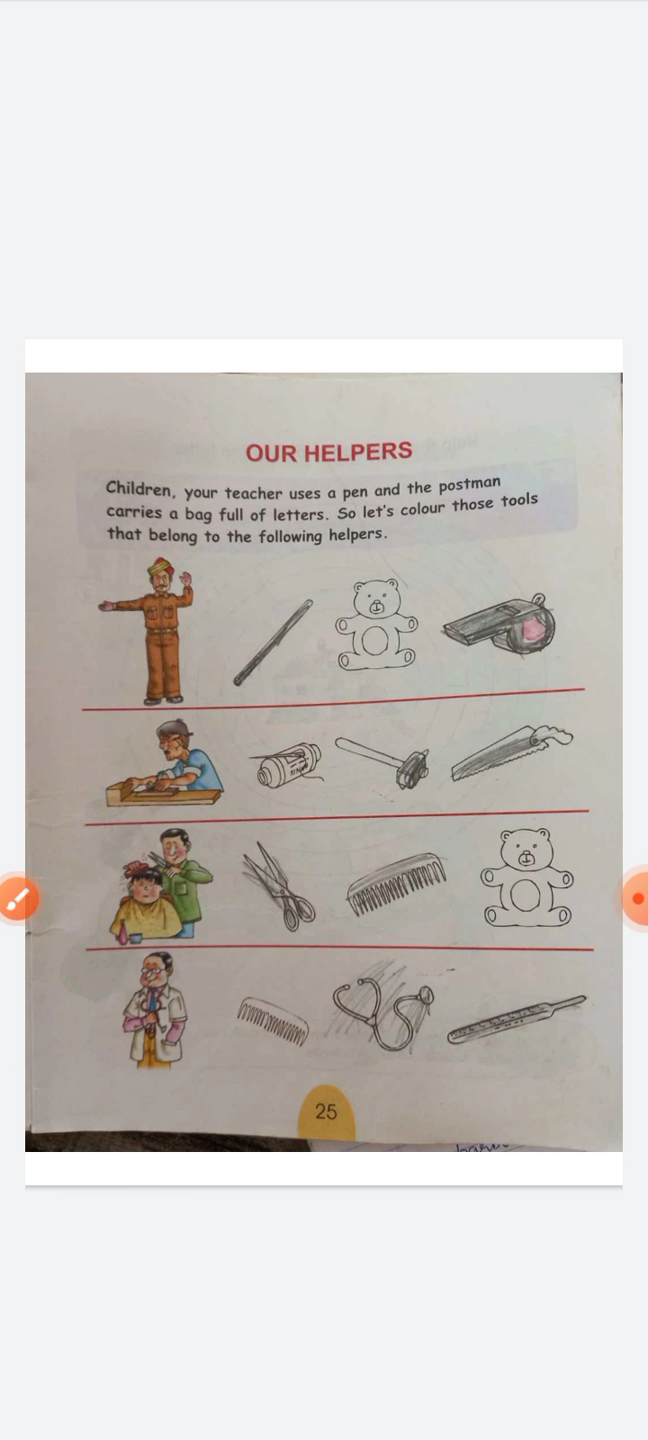 OUR HELPERS
Children, your teacher uses a pen and the postman
carries a bag full of letters. So let's colour those tools
that belong to the following helpers.
25